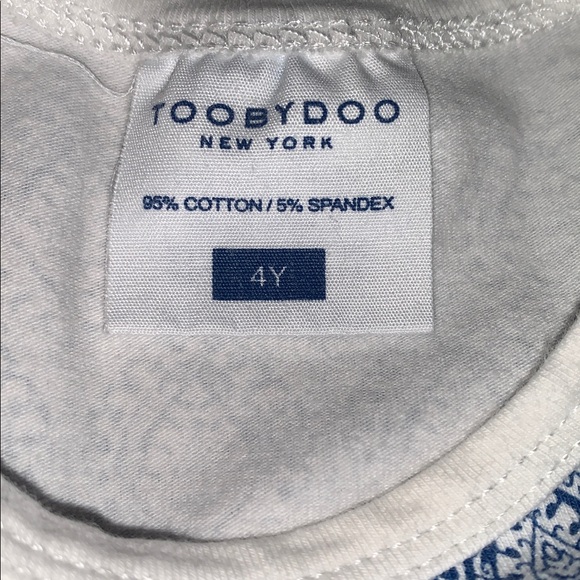 TOOBYDOO
NEW YORK
95% COTTON / 5% SPANDEX
4Y